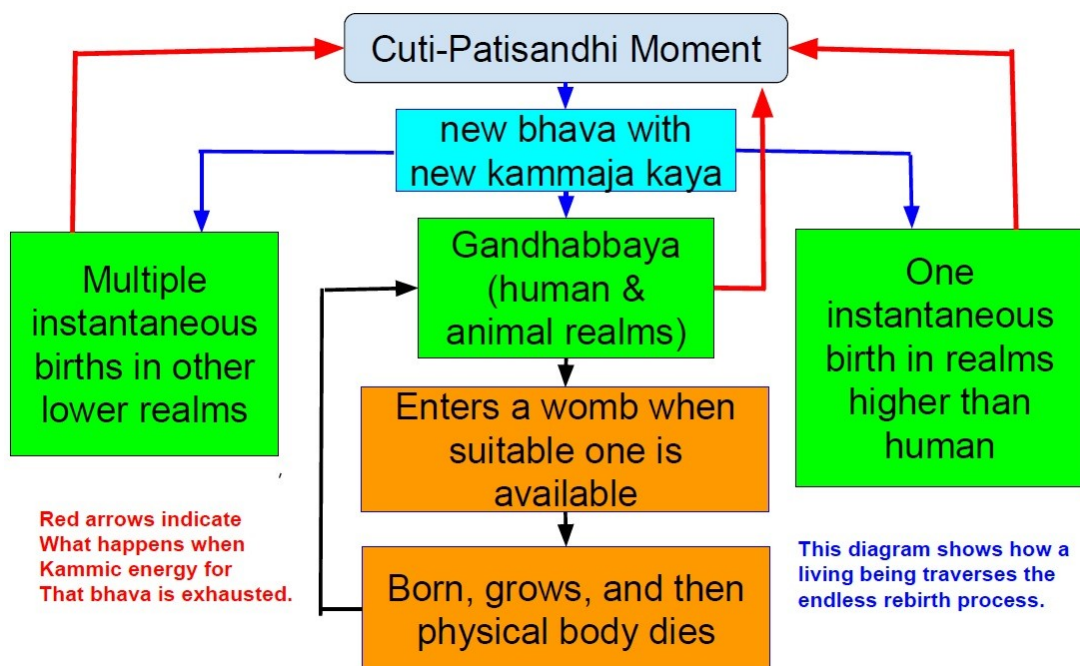 Cuti-Patisandhi Moment
new bhava with
new kammaja kaya
Multiple
instantaneous
births in other
lower realms
Gandhabbaya
(human &
animal realms)
One
instantaneous
birth in realms
higher than
human
Enters a womb when
suitable one is
available
Born, grows, and then
physical body dies
Red arrows indicate
What happens when
Kammic energy for
That bhava is exhausted.
This diagram shows how a
living being traverses the
endless rebirth process.